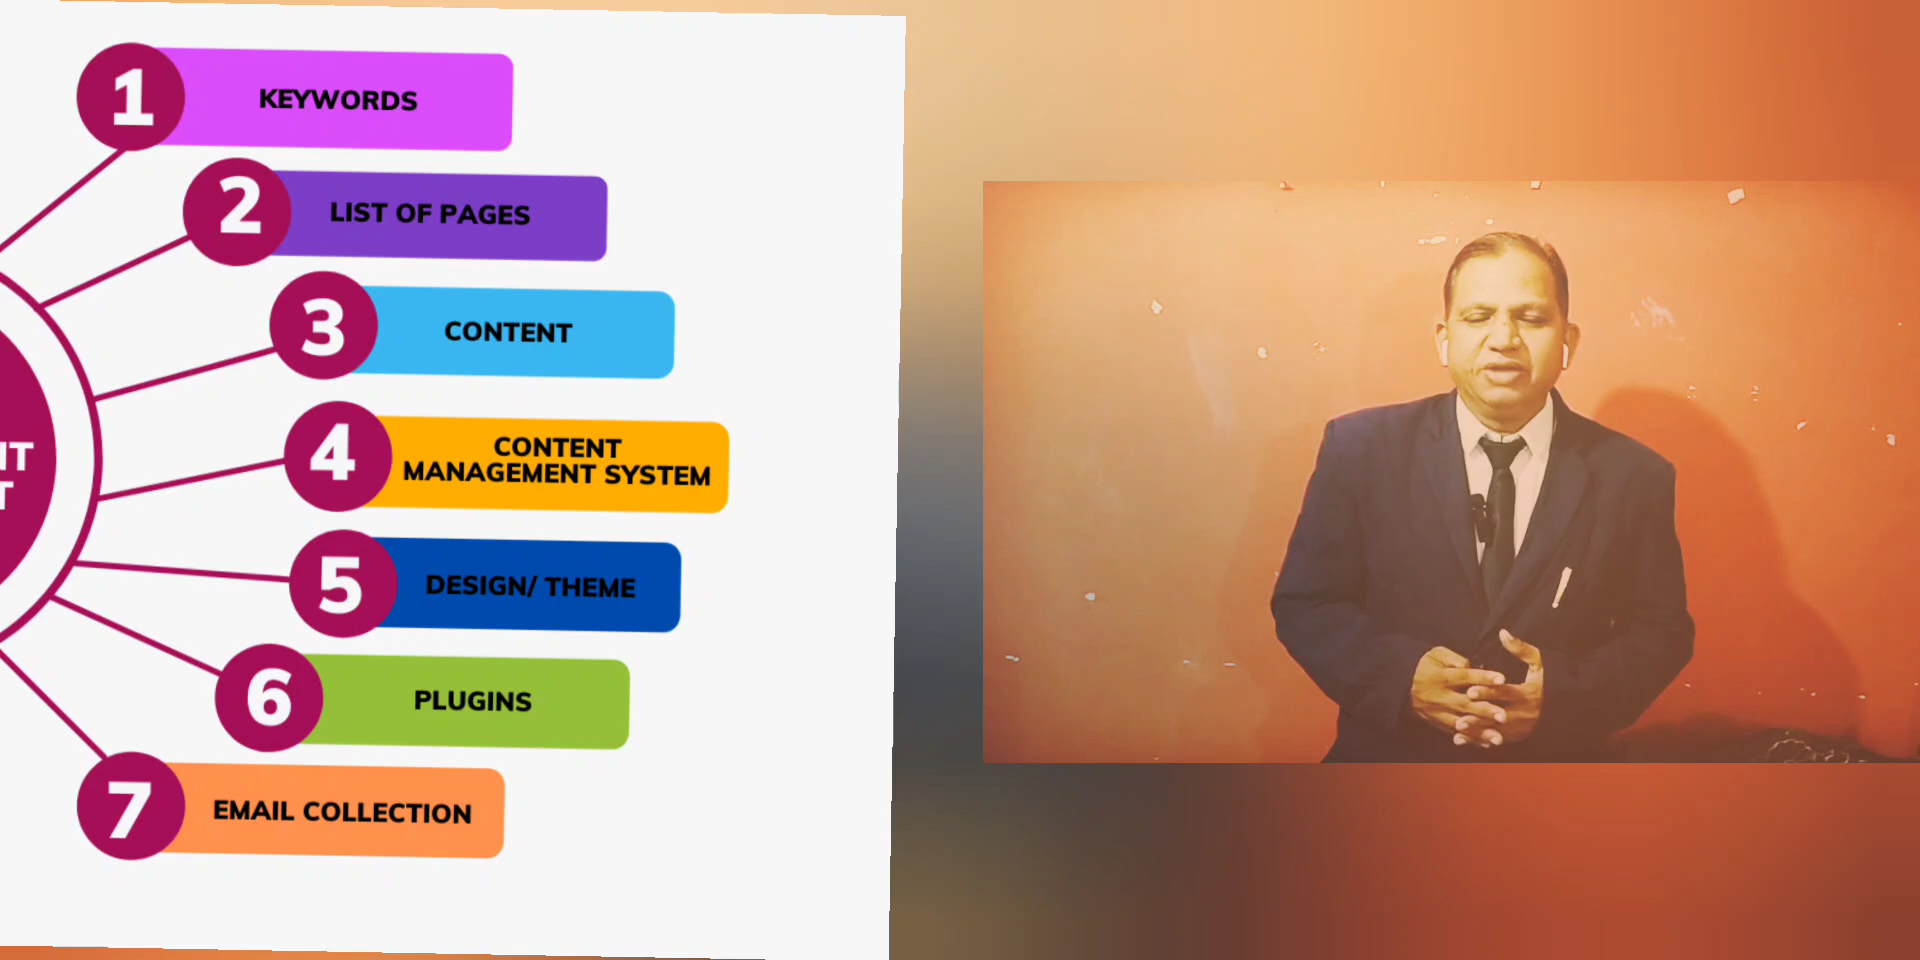 1
KEYWORDS
2
LIST OF PAGES
3
CONTENT
4
CONTENT
MANAGEMENT SYSTEM
5
DESIGN/ THEME
6
PLUGINS
7
EMAIL COLLECTION